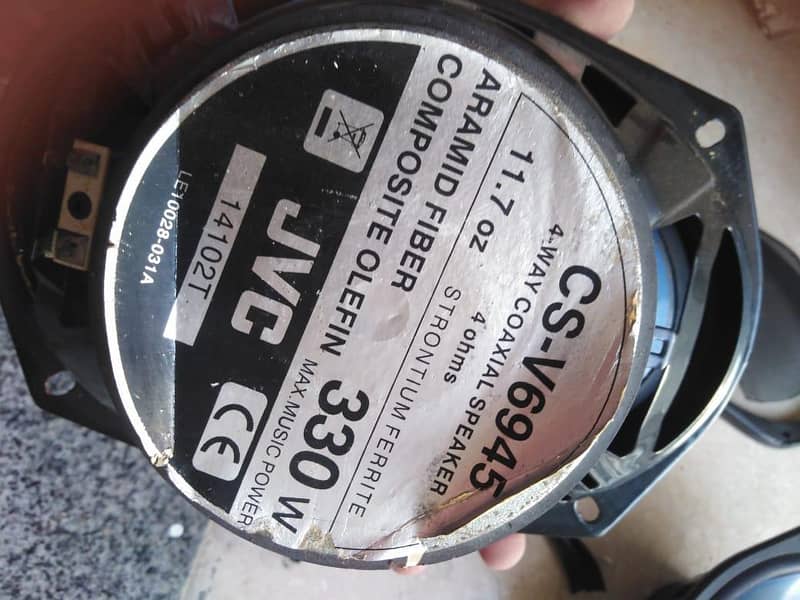 CS-V6945
4-WAY COAXIAL SPEAKER
4 ohms
11.7 oz STRONTIUM FERRITE
ARAMID FIBER
COMPOSITE OLEFIN 330 W
MAX. MUSIC POWER
JVC CE
14102T
LE10028-031A